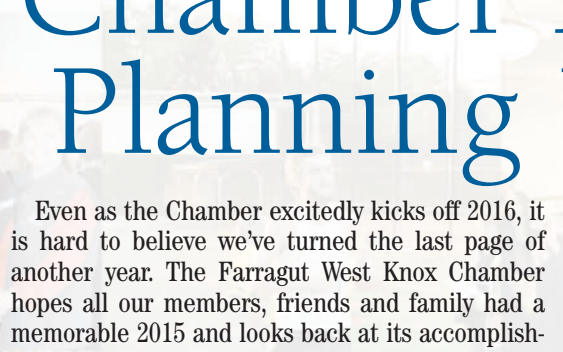 Chamber
Planning
Even as the Chamber excitedly kicks off 2016, it
is hard to believe we've turned the last page of
another year. The Farragut West Knox Chamber
hopes all our members, friends and family had a
memorable 2015 and looks back at its accomplish-